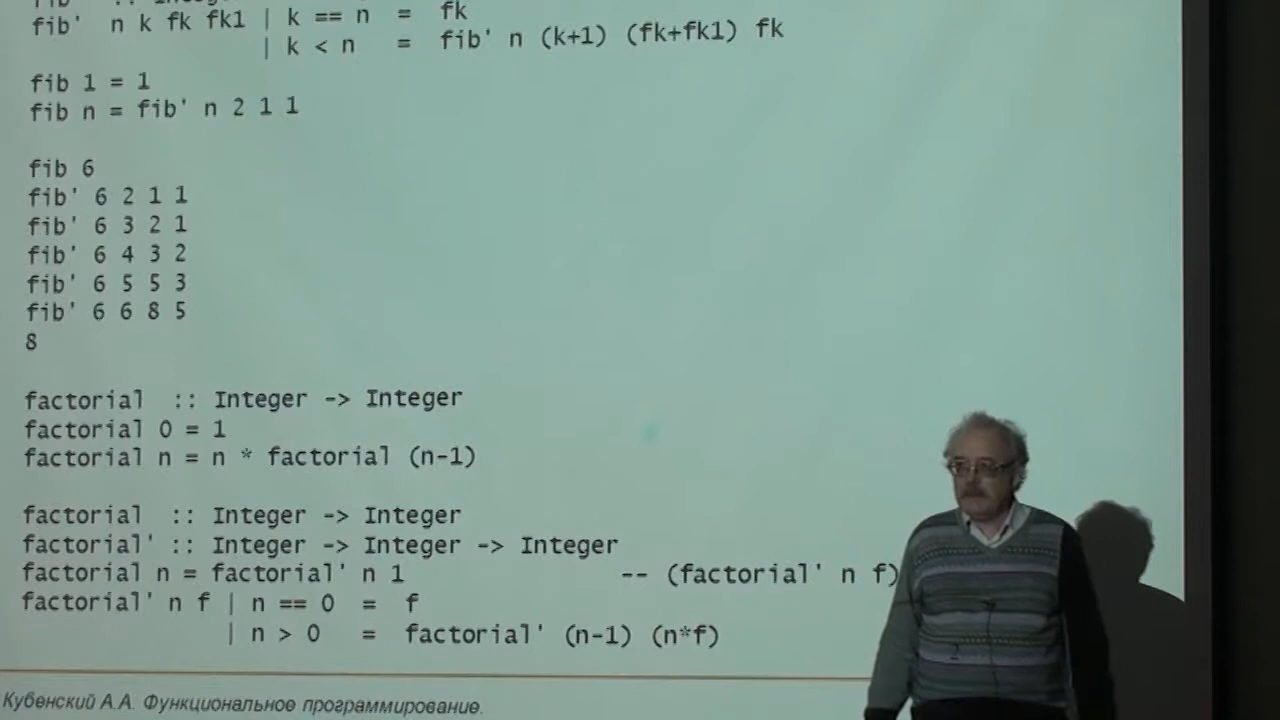 fib' n k fk fk1 | k == n = fk
| k < n = fib' n (k+1) (fk+fk1) fk
fib 1 = 1
fib n = fib' n 2 1 1
fib 6
fib' 6 2 1 1
fib' 6 3 2 1
fib' 6 4 3 2
fib' 6 5 5 3
fib' 6 6 8 5
8
factorial :: Integer -> Integer
factorial 0 = 1
factorial n = n * factorial (n-1)
factorial :: Integer -> Integer
factorial' :: Integer -> Integer -> Integer
factorial n = factorial' n 1 -- (factorial' n f)
factorial' n f | n == 0 = f
| n > 0 = factorial' (n-1) (n*f)
Кубенский А.А. Функциональное программирование.